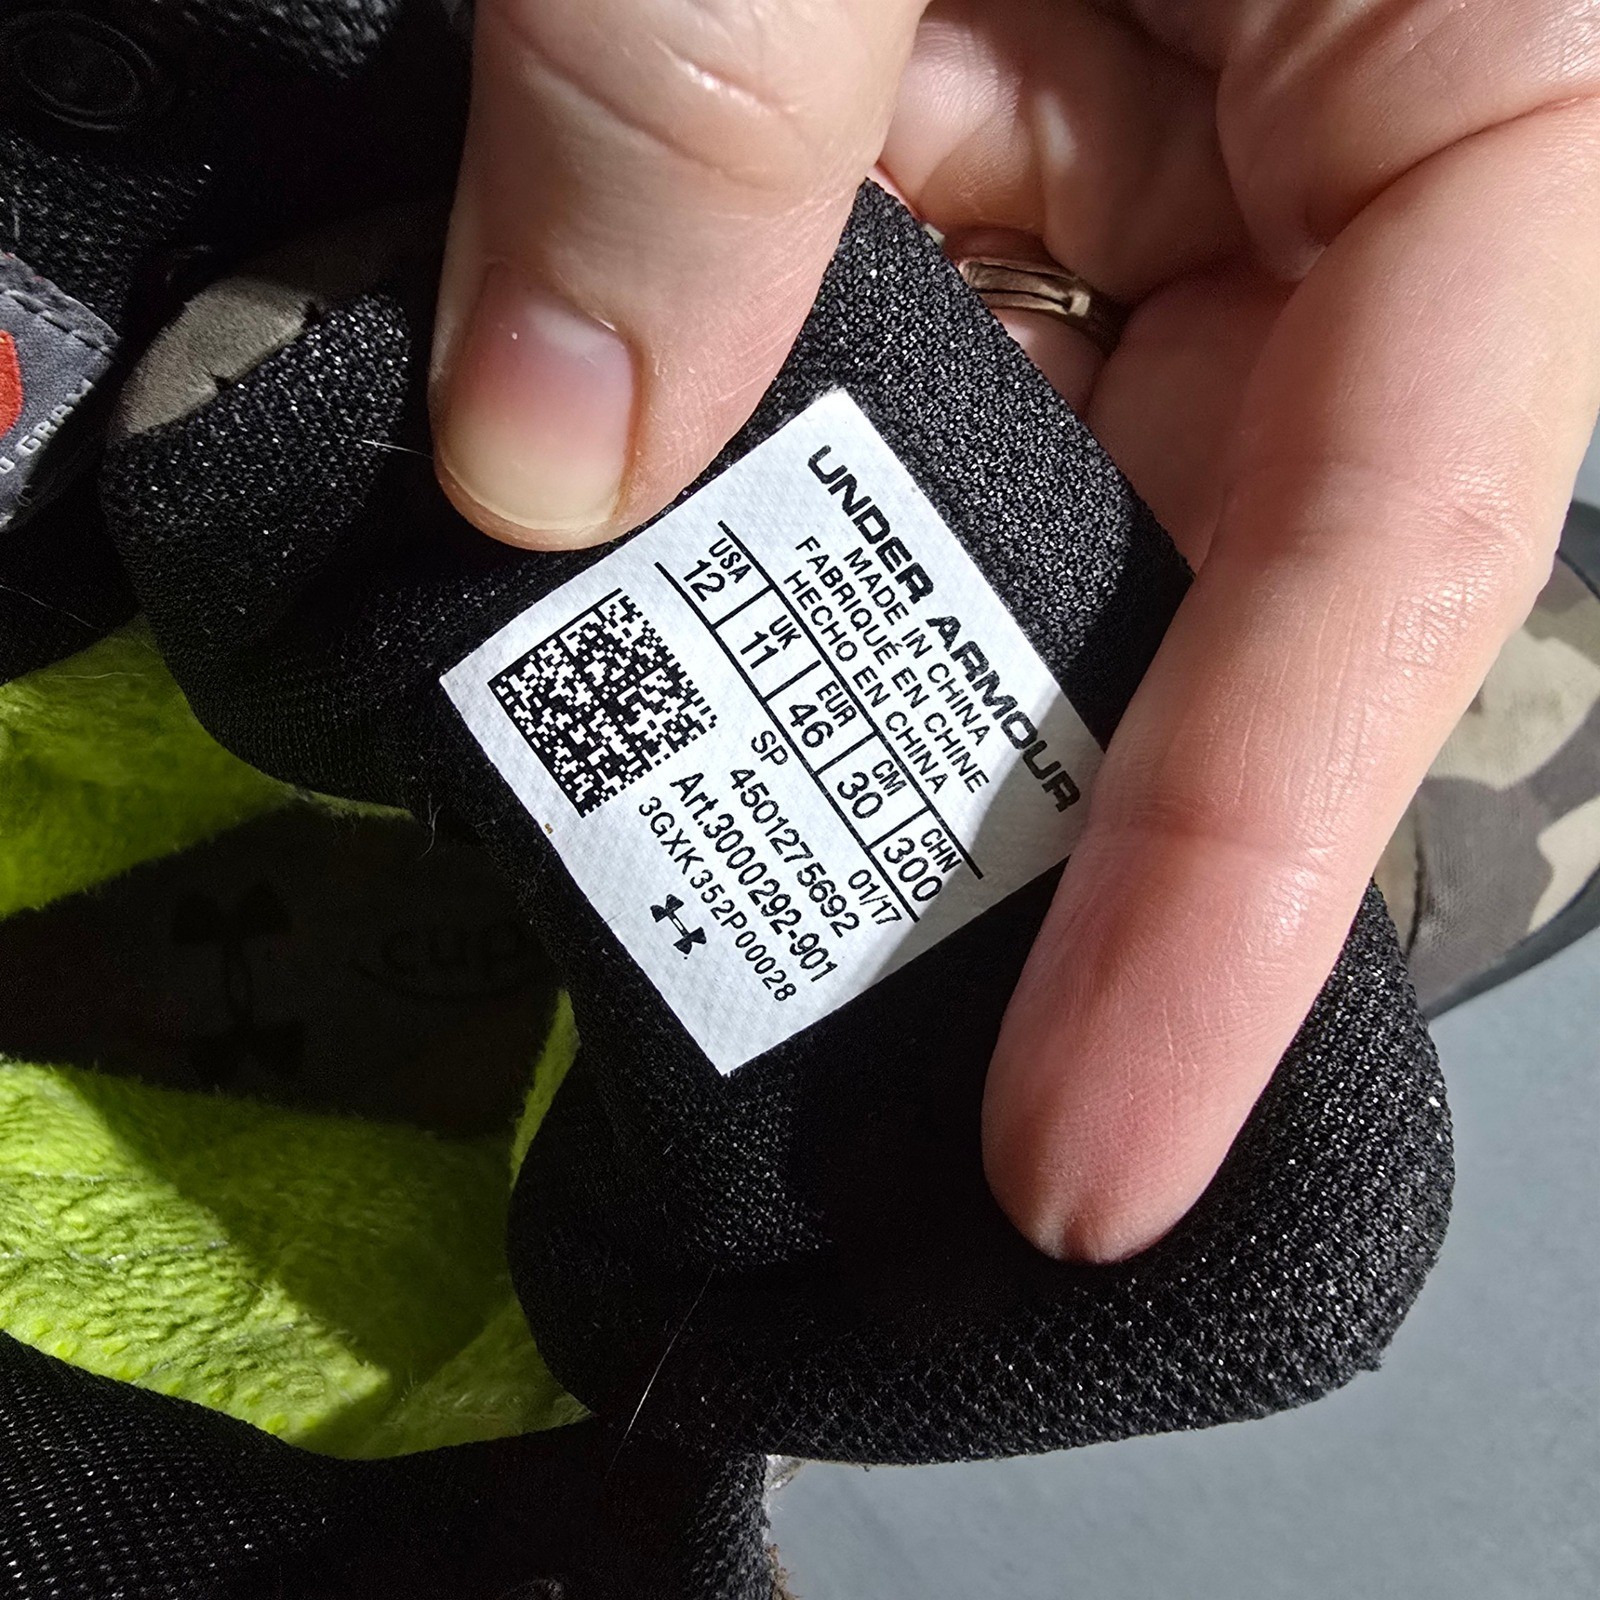 UNDER ARMOUR
MADE IN CHINA
FABRIQUÉ EN CHINE
HECHO EN CHINA
USA UK EUR CM CHN
12 11 46 30 300
SP 01/17
4501275692
Art.3000292-901
3GXK352P00028